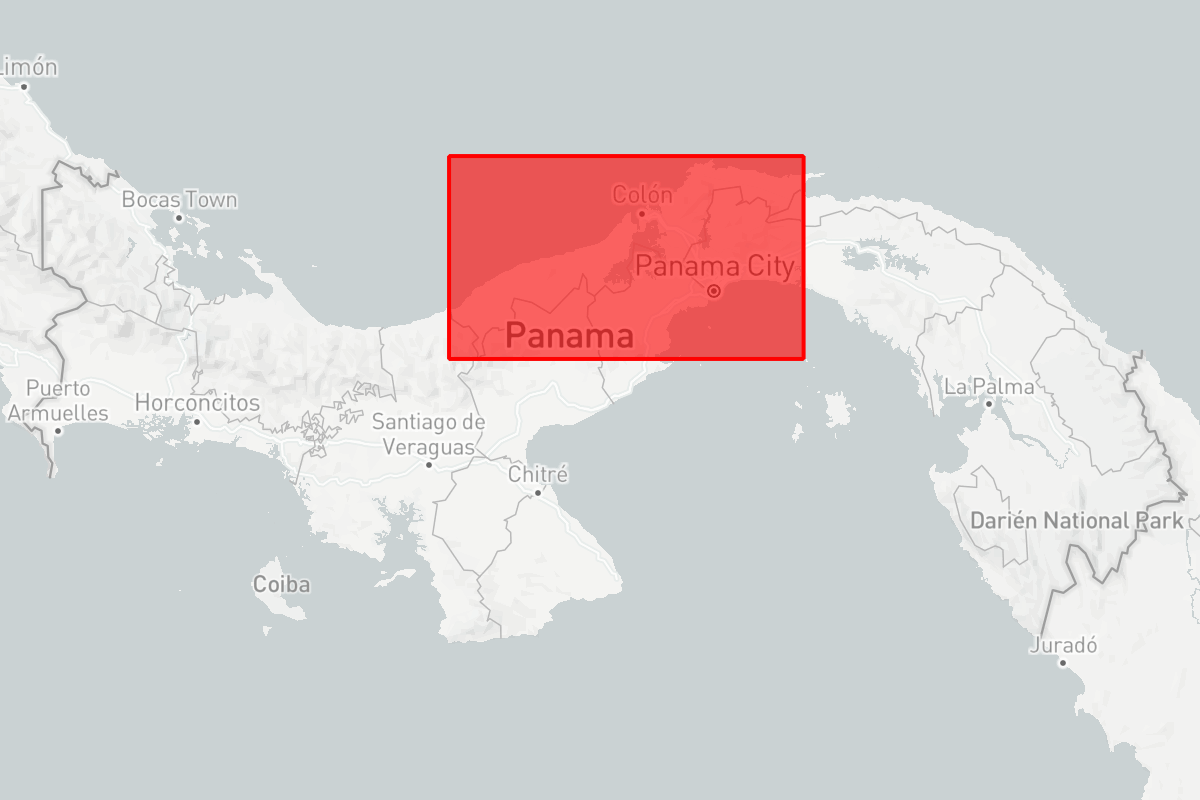 Limón
Bocas Town
Colón
Panama City
Panama
Puerto
Armuelles
Horconcitos
Santiago de
Veraguas
Chitré
La Palma
Darién National Park
Coiba
Juradó